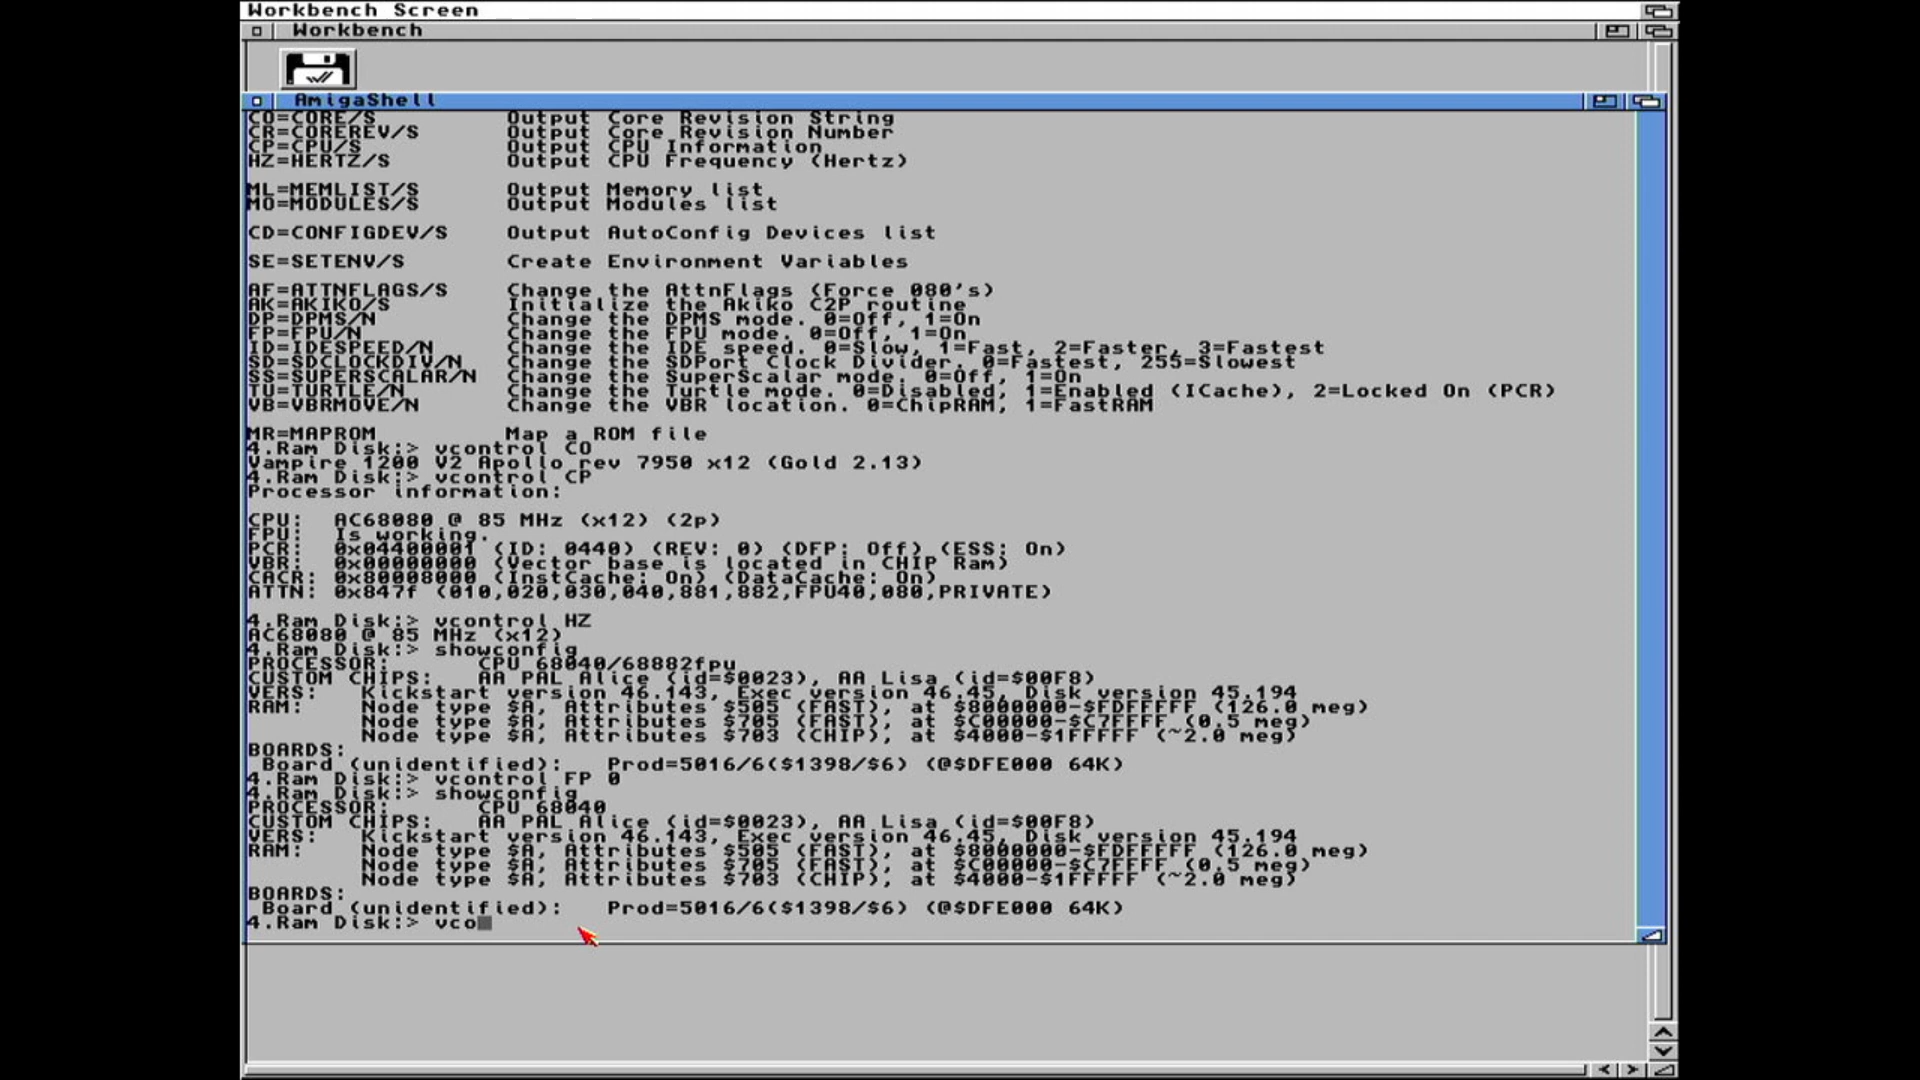 Workbench Screen
Workbench
AmigaShell
CO=CORE/S          Output Core Revision String
CR=COREREV/S       Output Core Revision Number
CP=CPU/S           Output CPU Information
HZ=HERTZ/S         Output CPU Frequency (Hertz)
ML=MEMLIST/S       Output Memory list
MO=MODULES/S       Output Modules list
CD=CONFIGDEV/S     Output AutoConfig Devices list
SE=SETENV/S        Create Environment Variables
AF=ATTNFLAGS/S     Change the AttnFlags (Force 080's)
AK=AKIKO/S         Initialize the Akiko C2P routine
DP=DPMS/N          Change the DPMS mode. 0=Off, 1=On
FP=FPU/N           Change the FPU mode. 0=Off, 1=On
ID=IDESPEED/N      Change the IDE speed. 0=Slow, 1=Fast, 2=Faster, 3=Fastest
SD=SDCLOCKDIV/N    Change the SDPort Clock Divider. 0=Fastest, 255=Slowest
SS=SUPERSCALAR/N   Change the SuperScalar mode. 0=Off, 1=On
TU=TURTLE/N        Change the Turtle mode. 0=Disabled, 1=Enabled (ICache), 2=Locked On (PCR)
VB=VBRMOVE/N       Change the VBR location. 0=ChipRAM, 1=FastRAM
MR=MAPROM          Map a ROM file
4.Ram Disk:> vcontrol CO
Vampire 1200 V2 Apollo rev 7950 x12 (Gold 2.13)
4.Ram Disk:> vcontrol CP
Processor information:
CPU:  AC68080 @ 85 MHz (x12) (2p)
FPU:  Is working.
PCR:  0x04400001 (ID: 0440) (REV: 0) (DFP: Off) (ESS: On)
VBR:  0x00000000 (Vector base is located in CHIP Ram)
CACR: 0x80008000 (InstCache: On) (DataCache: On)
ATTN: 0x847f (010,020,030,040,881,882,FPU40,080,PRIVATE)
4.Ram Disk:> vcontrol HZ
AC68080 @ 85 MHz (x12)
4.Ram Disk:> showconfig
PROCESSOR:      CPU 68040/68882fpu
CUSTOM CHIPS:   AA PAL Alice (id=$0023), AA Lisa (id=$00F8)
VERS:   Kickstart version 46.143, Exec version 46.45, Disk version 45.194
RAM:    Node type $A, Attributes $505 (FAST), at $8000000-$FDFFFFF (126.0 meg)
        Node type $A, Attributes $705 (FAST), at $C00000-$C7FFFF (0.5 meg)
        Node type $A, Attributes $703 (CHIP), at $4000-$1FFFFF (~2.0 meg)
BOARDS:
 Board (unidentified):   Prod=5016/6($1398/$6) (@$DFE000 64K)
4.Ram Disk:> vcontrol FP 0
4.Ram Disk:> showconfig
PROCESSOR:      CPU 68040
CUSTOM CHIPS:   AA PAL Alice (id=$0023), AA Lisa (id=$00F8)
VERS:   Kickstart version 46.143, Exec version 46.45, Disk version 45.194
RAM:    Node type $A, Attributes $505 (FAST), at $8000000-$FDFFFFF (126.0 meg)
        Node type $A, Attributes $705 (FAST), at $C00000-$C7FFFF (0.5 meg)
        Node type $A, Attributes $703 (CHIP), at $4000-$1FFFFF (~2.0 meg)
BOARDS:
 Board (unidentified):   Prod=5016/6($1398/$6) (@$DFE000 64K)
4.Ram Disk:> vco